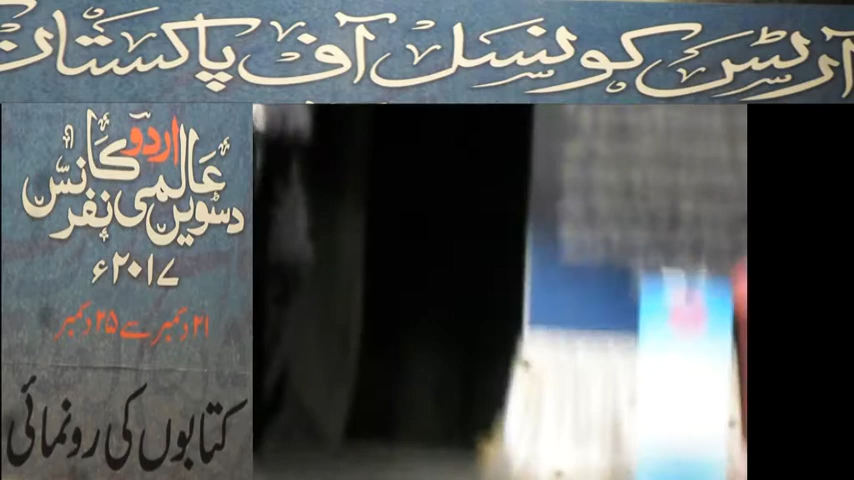 آرٹس کونسل آف پاکستان
دسویں عالمی اردو کانفرنس
۲۰۱۷ء
۲۱ دسمبر سے ۲۵ دسمبر
کتابوں کی رونمائی